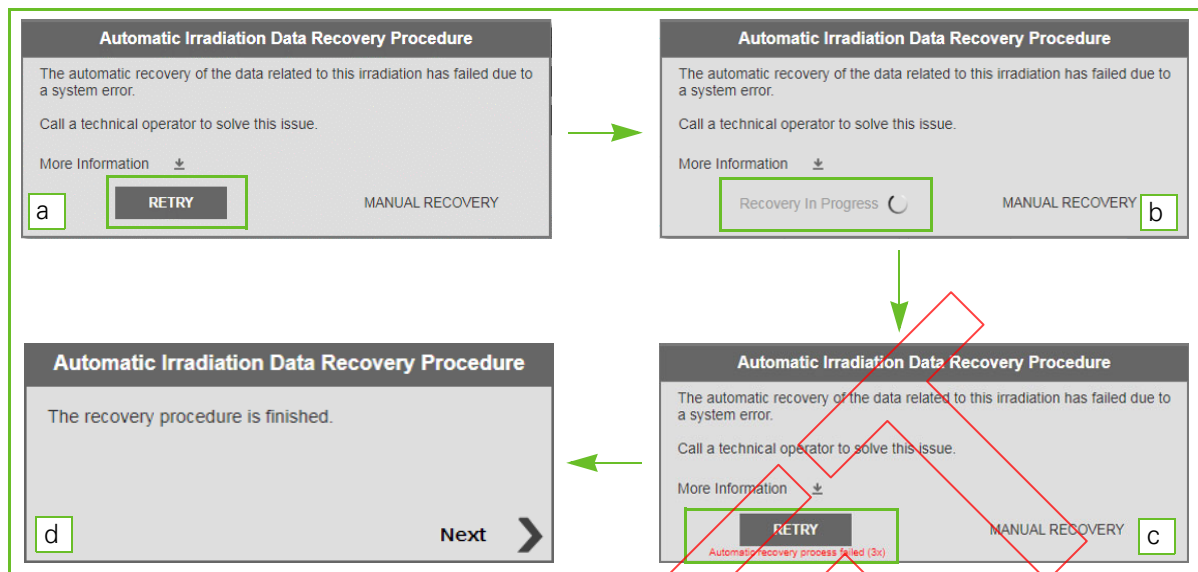 Automatic Irradiation Data Recovery Procedure
The automatic recovery of the data related to this irradiation has failed due to
a system error.
Call a technical operator to solve this issue.
More Information
RETRY
MANUAL RECOVERY
a
Automatic Irradiation Data Recovery Procedure
The automatic recovery of the data related to this irradiation has failed due to
a system error.
Call a technical operator to solve this issue.
More Information
Recovery In Progress
MANUAL RECOVERY
b
Automatic Irradiation Data Recovery Procedure
The automatic recovery of the data related to this irradiation has failed due to
a system error.
Call a technical operator to solve this issue.
More Information
RETRY
MANUAL RECOVERY
Automatic recovery process failed (3x)
c
Automatic Irradiation Data Recovery Procedure
The recovery procedure is finished.
Next
d